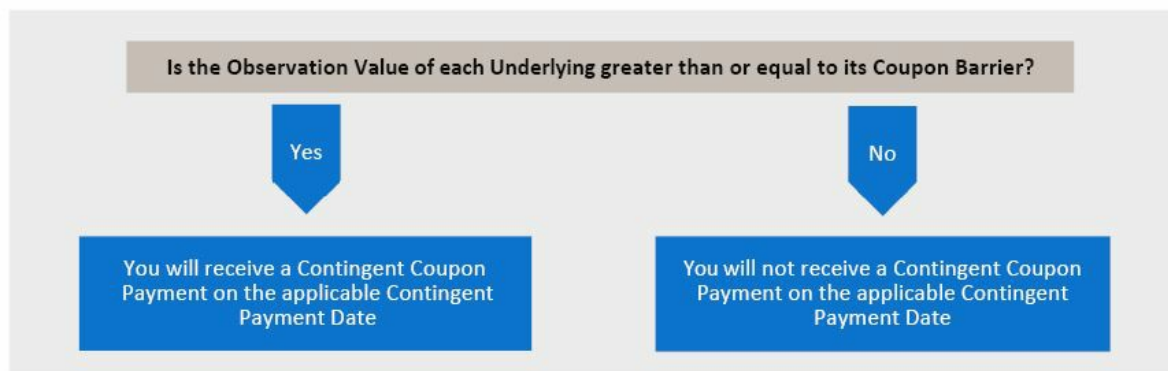 Is the Observation Value of each Underlying greater than or equal to its Coupon Barrier?
Yes
No
You will receive a Contingent Coupon
Payment on the applicable Contingent
Payment Date
You will not receive a Contingent Coupon
Payment on the applicable Contingent
Payment Date